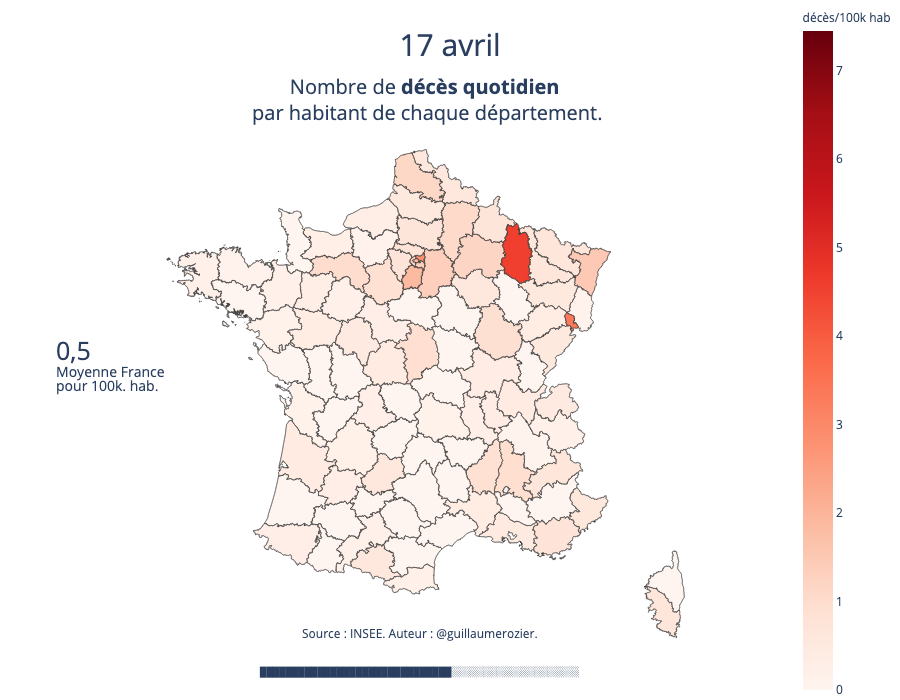 décès/100k hab
17 avril
Nombre de décès quotidien
par habitant de chaque département.
7
6
5
4
3
2
1
0
0,5
Moyenne France
pour 100k. hab.
Source : INSEE. Auteur : @guillaumerozier.